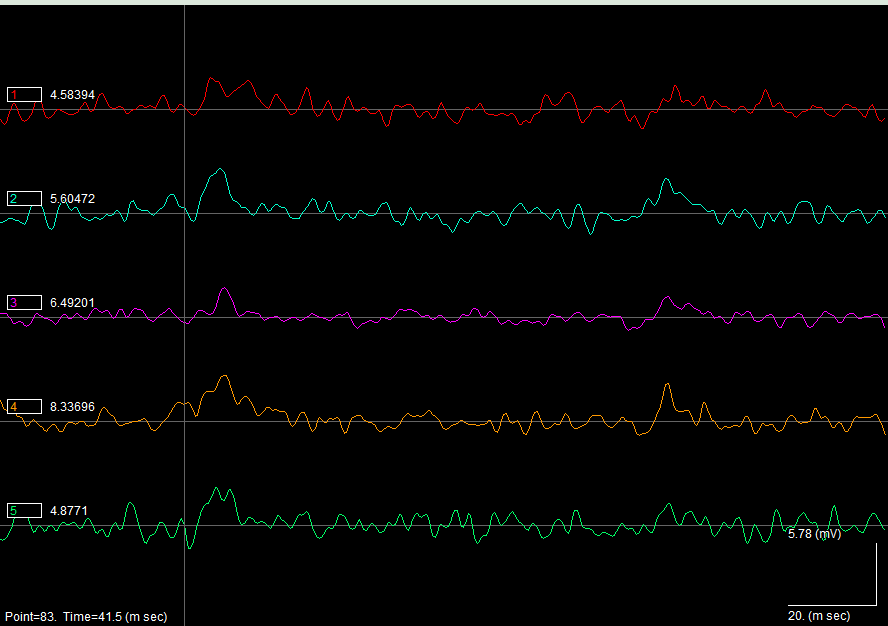 1 4.58394
2 5.60472
3 6.49201
4 8.33696
5 4.8771
5.78 (mV)
Point=83. Time=41.5 (m sec)
20. (m sec)